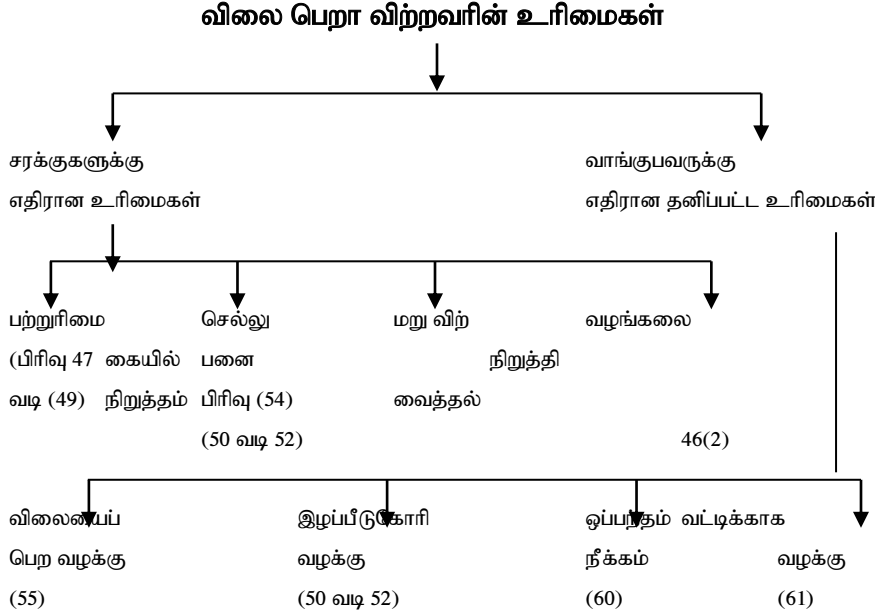 விலை பெறா விற்றவரின் உரிமைகள்
சரக்குகளுக்கு வாங்குபவருக்கு
எதிரான உரிமைகள் எதிரான தனிப்பட்ட உரிமைகள்
பற்றுரிமை செல்லு மறு விற் வழங்கலை
(பிரிவு 47 கையில் பனை நிறுத்தி
வடி (49) நிறுத்தம் பிரிவு (54) வைத்தல்
(50 வடி 52) 46(2)
விலையைப் இழப்பீடுகோரி ஒப்பந்தம் வட்டிக்காக
பெற வழக்கு வழக்கு நீக்கம் வழக்கு
(55) (50 வடி 52) (60) (61)